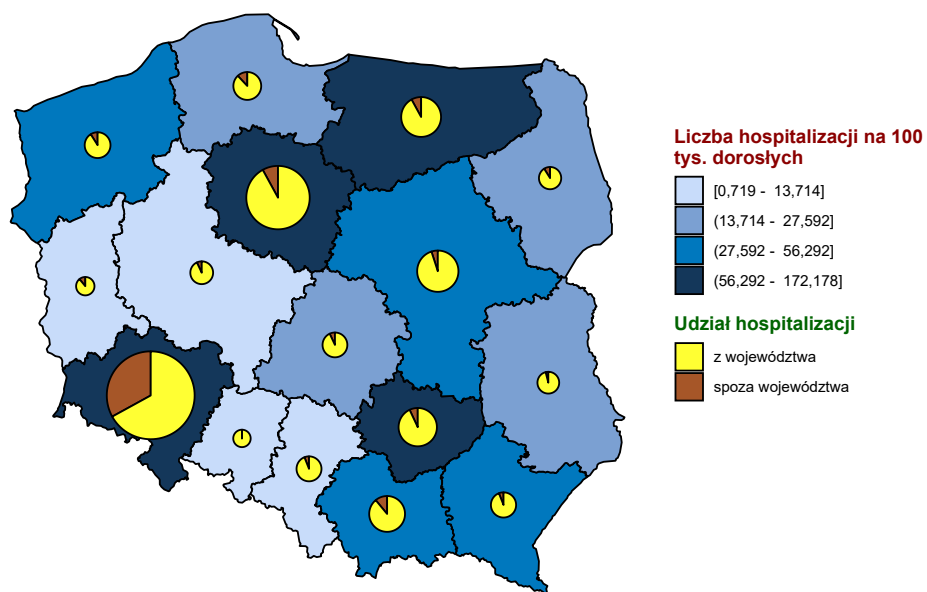 Liczba hospitalizacji na 100
tys. dorosłych
[0,719 - 13,714]
(13,714 - 27,592]
(27,592 - 56,292]
(56,292 - 172,178]
Udział hospitalizacji
z województwa
spoza województwa